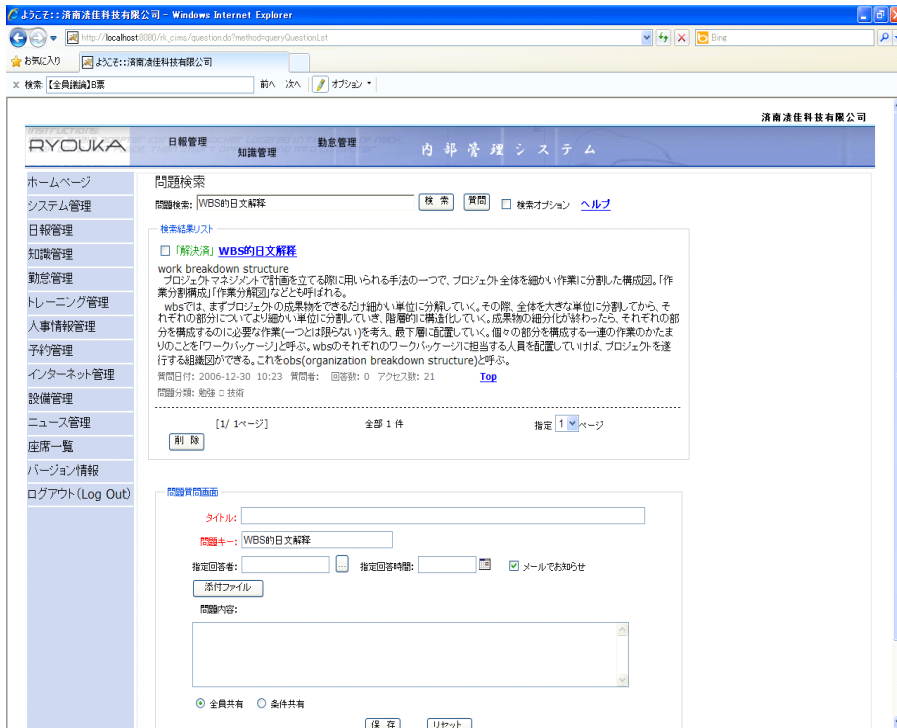 ようこそ::済南凌佳科技有限公司 - Windows Internet Explorer
http://localhost:8080/rk_cims/question.do?method=queryQuestionLst
Bing
お気に入り
ようこそ::済南凌佳科技有限公司
x 検索: 【全員議論】B票 前へ 次へ オプション
済南凌佳科技有限公司
INSTRUCTIONS:
RYOUKA
日報管理 知識管理 勤怠管理
内部管理システム
ホームページ
システム管理
日報管理
知識管理
勤怠管理
トレーニング管理
人事情報管理
予約管理
インターネット管理
設備管理
ニュース管理
座席一覧
バージョン情報
ログアウト(Log Out)
問題検索
問題検索: WBS的日文解释 検 索 質問 検索オプション ヘルプ
検索結果リスト
「解決済」 WBS的日文解释
work breakdown structure
プロジェクトマネジメントで計画を立てる際に用いられる手法の一つで、プロジェクト全体を細かい作業に分割した構成図。「作
業分割構成」「作業分解図」などとも呼ばれる。
wbsでは、まずプロジェクトの成果物をできるだけ細かい単位に分解していく。その際、全体を大きな単位に分割してから、そ
れぞれの部分についてより細かい単位に分割していき、階層的に構造化していく。成果物の細分化が終わったら、それぞれの部
分を構成するのに必要な作業(一つとは限らない)を考え、最下層に配置していく。個々の部分を構成する一連の作業のかたま
りのことを「ワークパッケージ」と呼ぶ。wbsのそれぞれのワークパッケージに担当する人員を配置していけば、プロジェクトを遂
行する組織図ができる。これをobs(organization breakdown structure)と呼ぶ。
質問日付: 2006-12-30 10:23 質問者: 回答数: 0 アクセス数: 21 Top
問題分類: 勉強 □ 技術
[1/ 1ページ] 全部 1 件 指定 1 ページ
削 除
問題質問画面
タイトル:
問題キー: WBS的日文解释
指定回答者: ... 指定回答時間: メールでお知らせ
添付ファイル
問題内容:
全員共有 条件共有
保 存 リセット